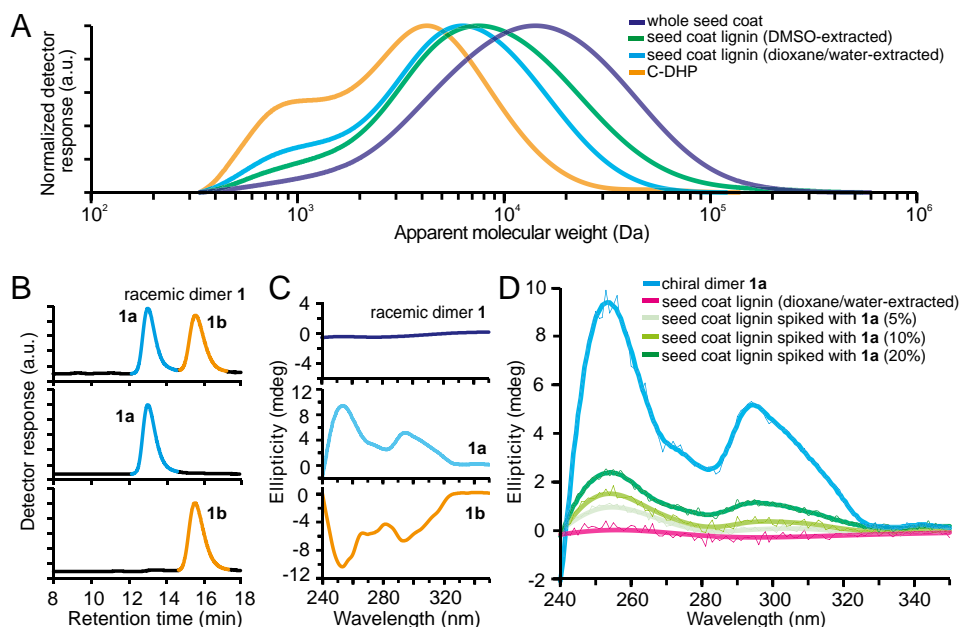 A
Normalized detector
response (a.u.)
whole seed coat
seed coat lignin (DMSO-extracted)
seed coat lignin (dioxane/water-extracted)
C-DHP
10² 10³ 10⁴ 10⁵ 10⁶
Apparent molecular weight (Da)
B
racemic dimer 1
1a
1b
1a
1b
Detector response (a.u.)
8 10 12 14 16 18
Retention time (min)
C
racemic dimer 1
4
2
-2
-6
12
8
4
0
1a
0
-4
-8
-12
1b
Ellipticity (mdeg)
240 260 280 300 320
Wavelength (nm)
D
chiral dimer 1a
seed coat lignin (dioxane/water-extracted)
seed coat lignin spiked with 1a (5%)
seed coat lignin spiked with 1a (10%)
seed coat lignin spiked with 1a (20%)
10
8
6
4
2
0
-2
Ellipticity (mdeg)
240 260 280 300 320 340
Wavelength (nm)